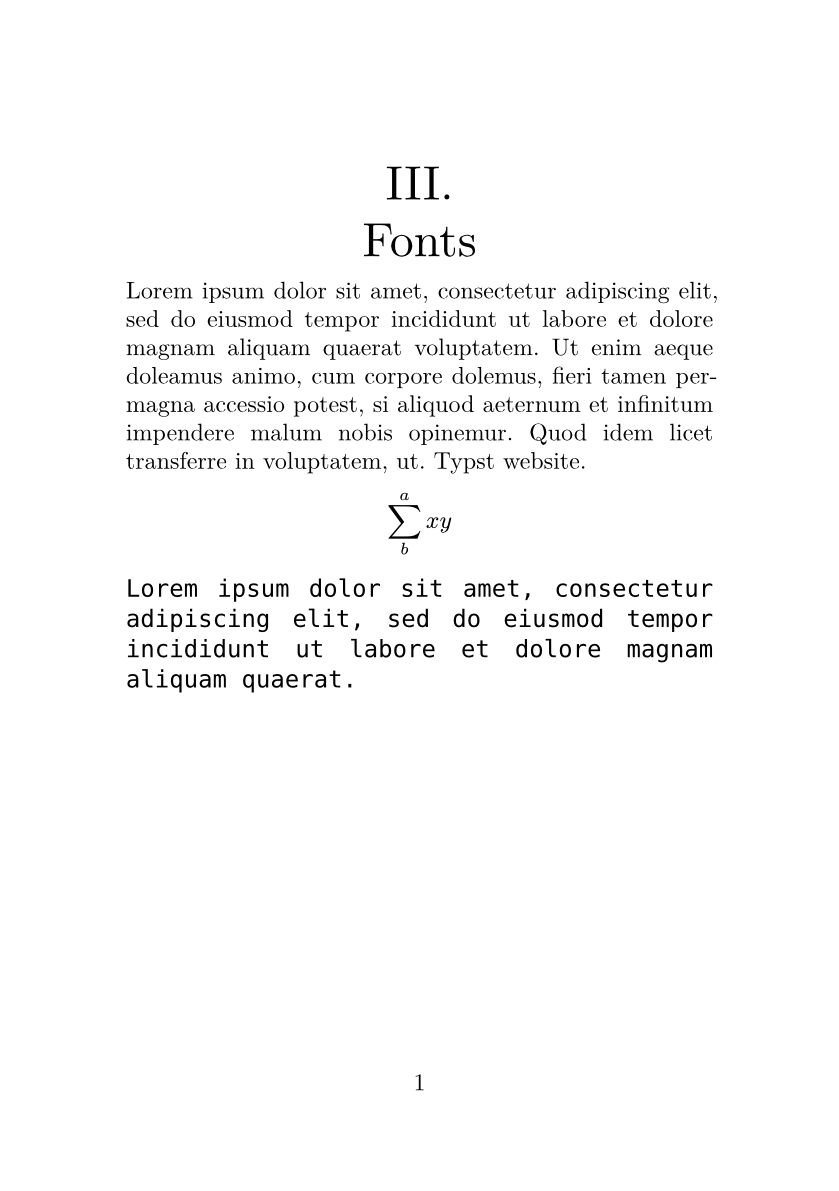 III.
Fonts
Lorem ipsum dolor sit amet, consectetur adipiscing elit,
sed do eiusmod tempor incididunt ut labore et dolore
magnam aliquam quaerat voluptatem. Ut enim aeque
doleamus animo, cum corpore dolemus, fieri tamen per-
magna accessio potest, si aliquod aeternum et infinitum
impendere malum nobis opinemur. Quod idem licet
transferre in voluptatem, ut. Typst website.
a
∑ xy
b
Lorem ipsum dolor sit amet, consectetur
adipiscing elit, sed do eiusmod tempor
incididunt ut labore et dolore magnam
aliquam quaerat.
1